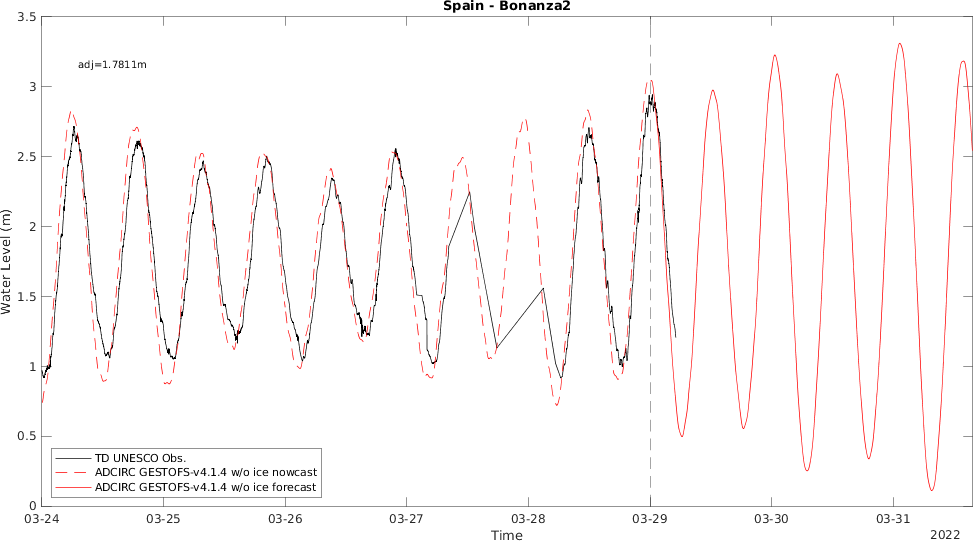 Spain - Bonanza2
adj=1.7811m
3.5
3
2.5
2
1.5
1
0.5
0
Water Level (m)
TD UNESCO Obs.
ADCIRC GESTOFS-v4.1.4 w/o ice nowcast
ADCIRC GESTOFS-v4.1.4 w/o ice forecast
03-24 03-25 03-26 03-27 03-28 03-29 03-30 03-31
Time
2022